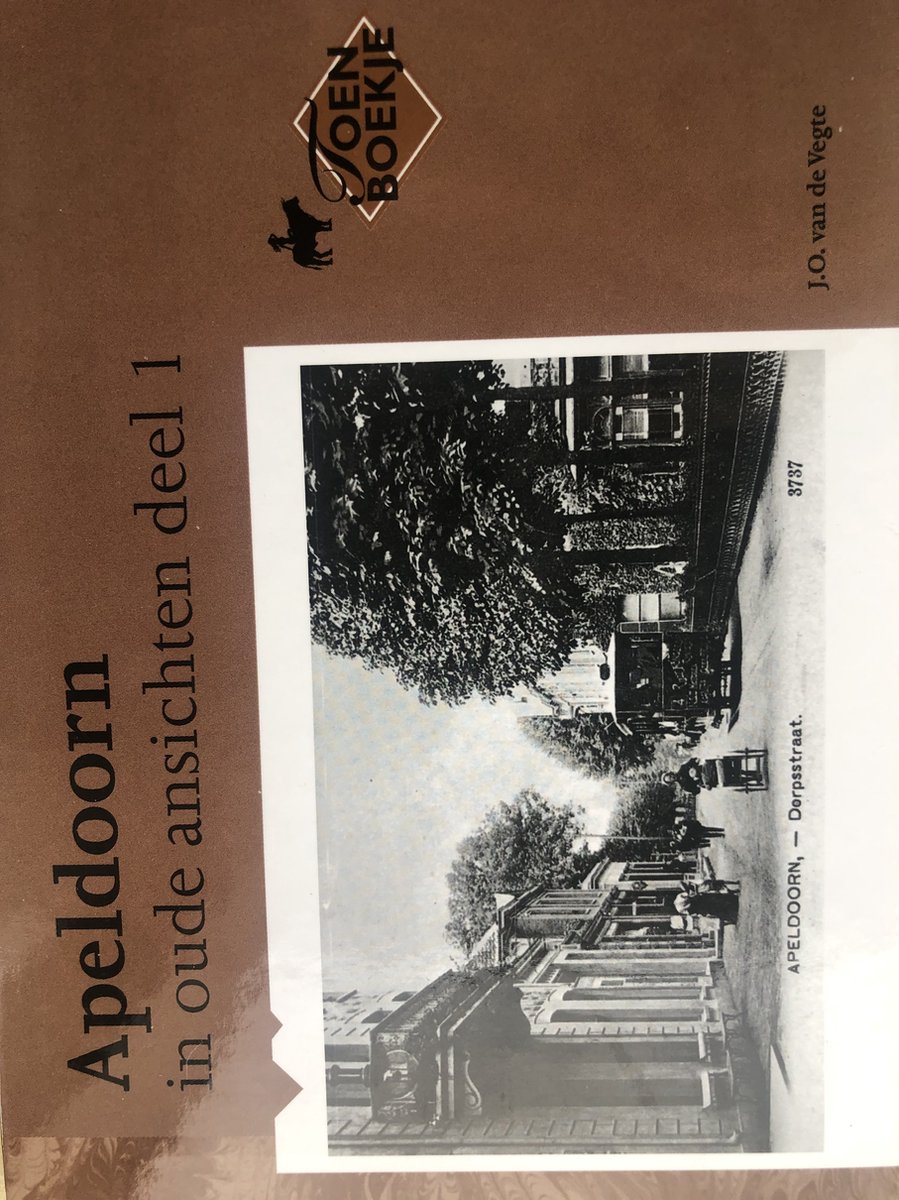 Apeldoorn
in oude ansichten deel 1
TOEN
BOEKJE
APELDOORN, — Dorpsstraat.
3737
J.O. van de Vegte